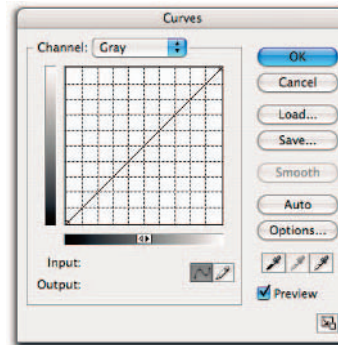 Curves
Channel: Gray
OK
Cancel
Load...
Save...
Smooth
Auto
Options...
Input:
Output:
Preview